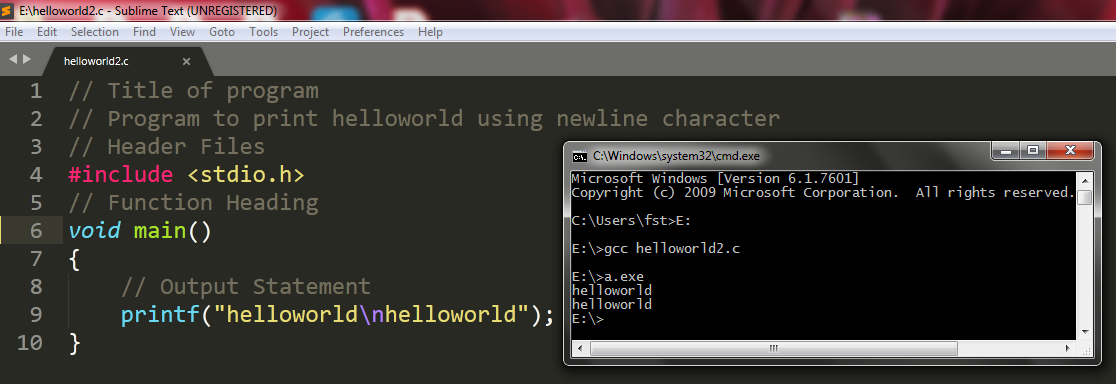 E:\helloworld2.c - Sublime Text (UNREGISTERED)
File Edit Selection Find View Goto Tools Project Preferences Help
helloworld2.c ×
1 // Title of program
2 // Program to print helloworld using newline character
3 // Header Files
4 #include <stdio.h>
5 // Function Heading
6 void main()
7 {
8 // Output Statement
9 printf("helloworld\nhelloworld");
10 }
C:\Windows\system32\cmd.exe
Microsoft Windows [Version 6.1.7601]
Copyright (c) 2009 Microsoft Corporation.  All rights reserved.
C:\Users\fst>E:
E:\>gcc helloworld2.c
E:\>a.exe
helloworld
helloworld
E:\>